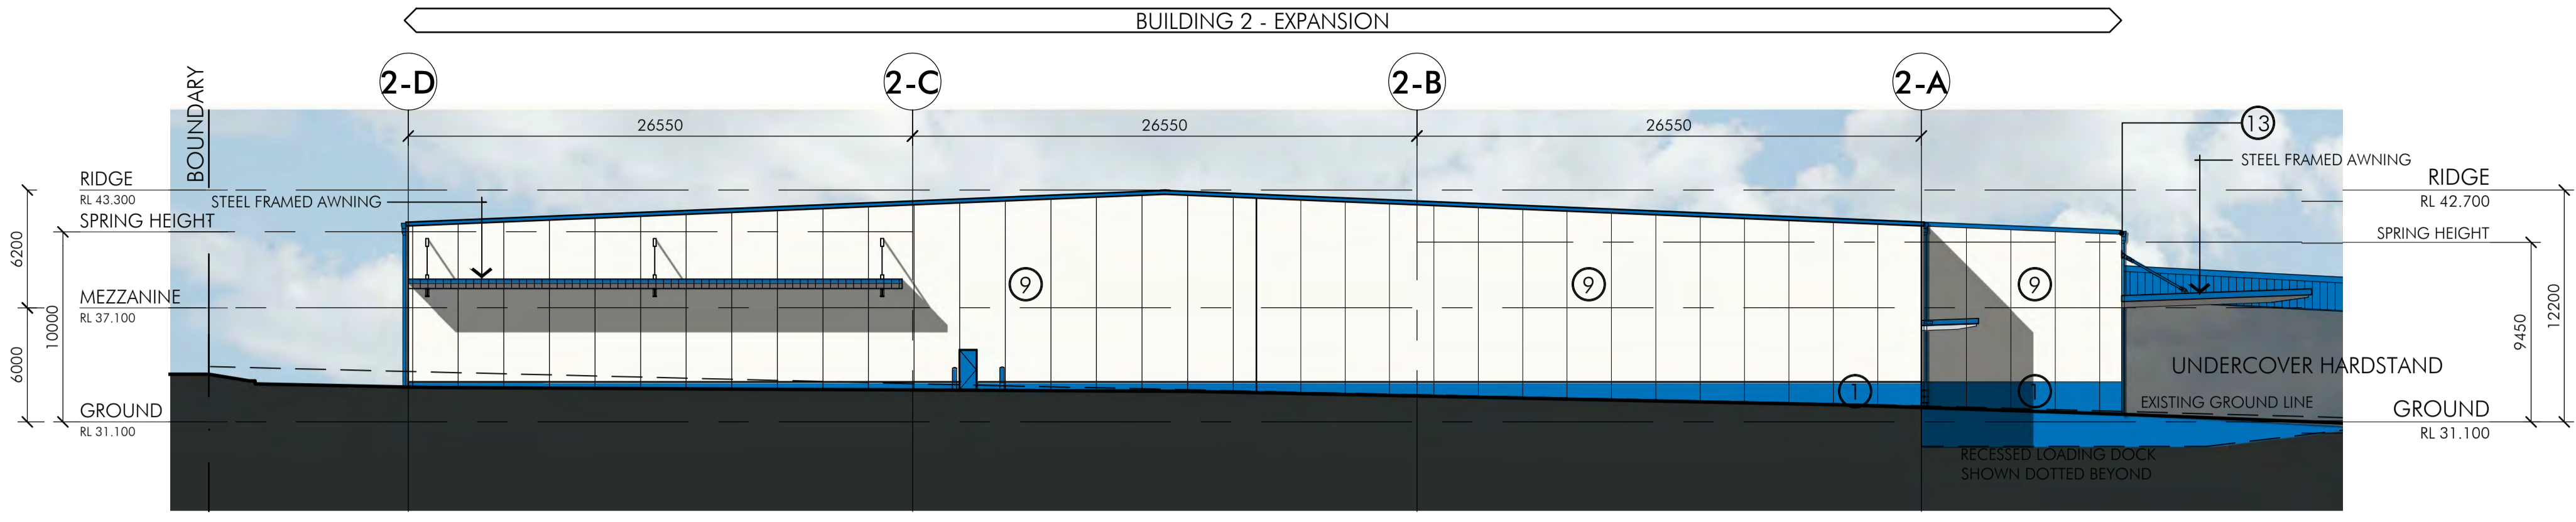 BUILDING 2 - EXPANSION
2-D
2-C
2-B
2-A
BOUNDARY
26550
26550
26550
13
STEEL FRAMED AWNING
RIDGE
RL 43.300
STEEL FRAMED AWNING
SPRING HEIGHT
RIDGE
RL 42.700
SPRING HEIGHT
6200
10000
6000
9
9
9
MEZZANINE
RL 37.100
9450
12200
UNDERCOVER HARDSTAND
1
1
EXISTING GROUND LINE
GROUND
RL 31.100
GROUND
RL 31.100
RECESSED LOADING DOCK
SHOWN DOTTED BEYOND